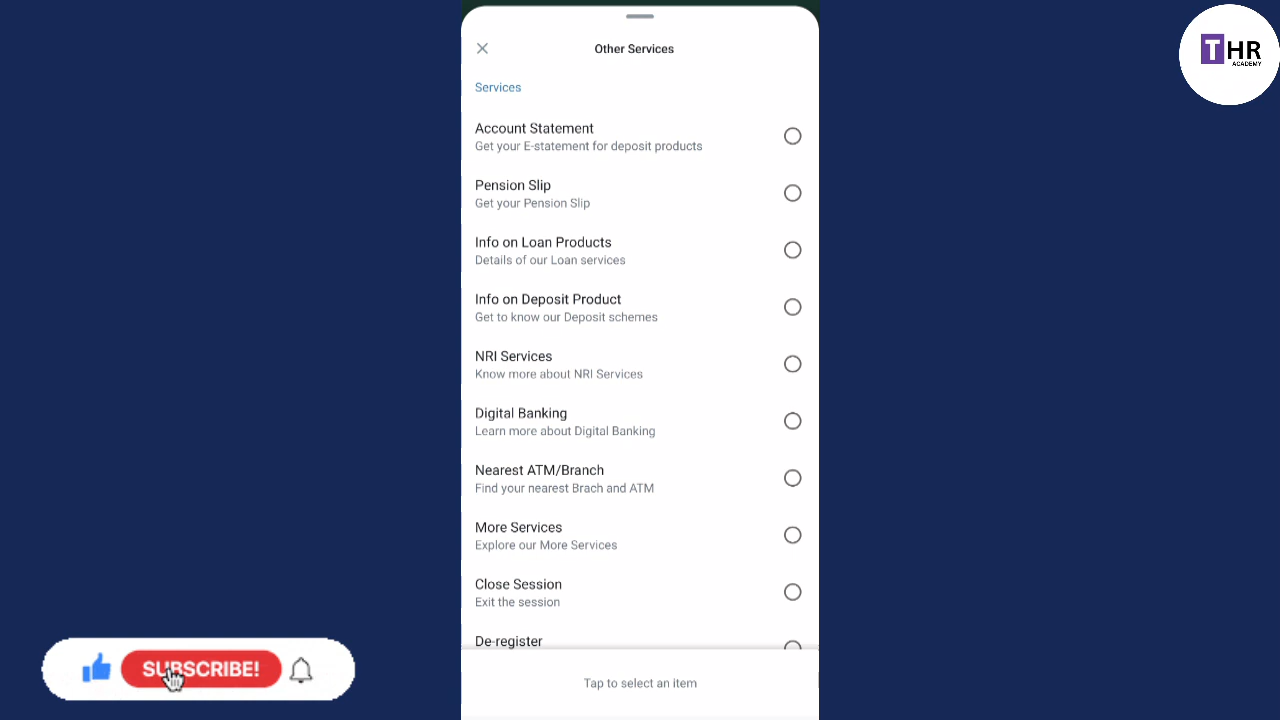 Other Services
Services
Account Statement
Get your E-statement for deposit products
Pension Slip
Get your Pension Slip
Info on Loan Products
Details of our Loan services
Info on Deposit Product
Get to know our Deposit schemes
NRI Services
Know more about NRI Services
Digital Banking
Learn more about Digital Banking
Nearest ATM/Branch
Find your nearest Brach and ATM
More Services
Explore our More Services
Close Session
Exit the session
De-register
Tap to select an item
THR
ACADEMY
SUBSCRIBE!